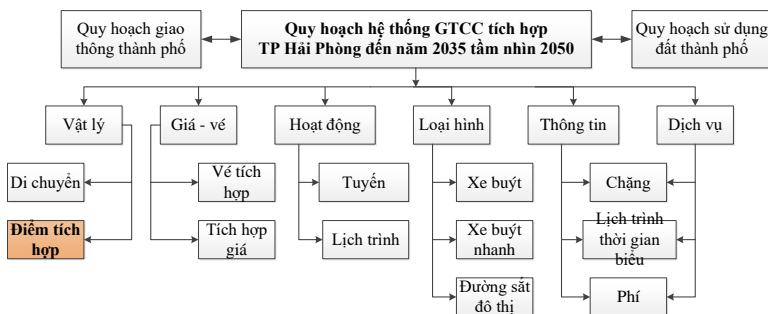 Quy hoạch giao
thông thành phố
Quy hoạch hệ thống GTCC tích hợp
TP Hải Phòng đến năm 2035 tầm nhìn 2050
Quy hoạch sử dụng
đất thành phố
Vật lý
Giá - vé
Hoạt động
Loại hình
Thông tin
Dịch vụ
Di chuyển
Vé tích
hợp
Tuyến
Xe buýt
Chặng
Điểm tích
hợp
Tích hợp
giá
Lịch trình
Xe buýt
nhanh
Lịch trình
thời gian
biểu
Đường sắt
đô thị
Phí